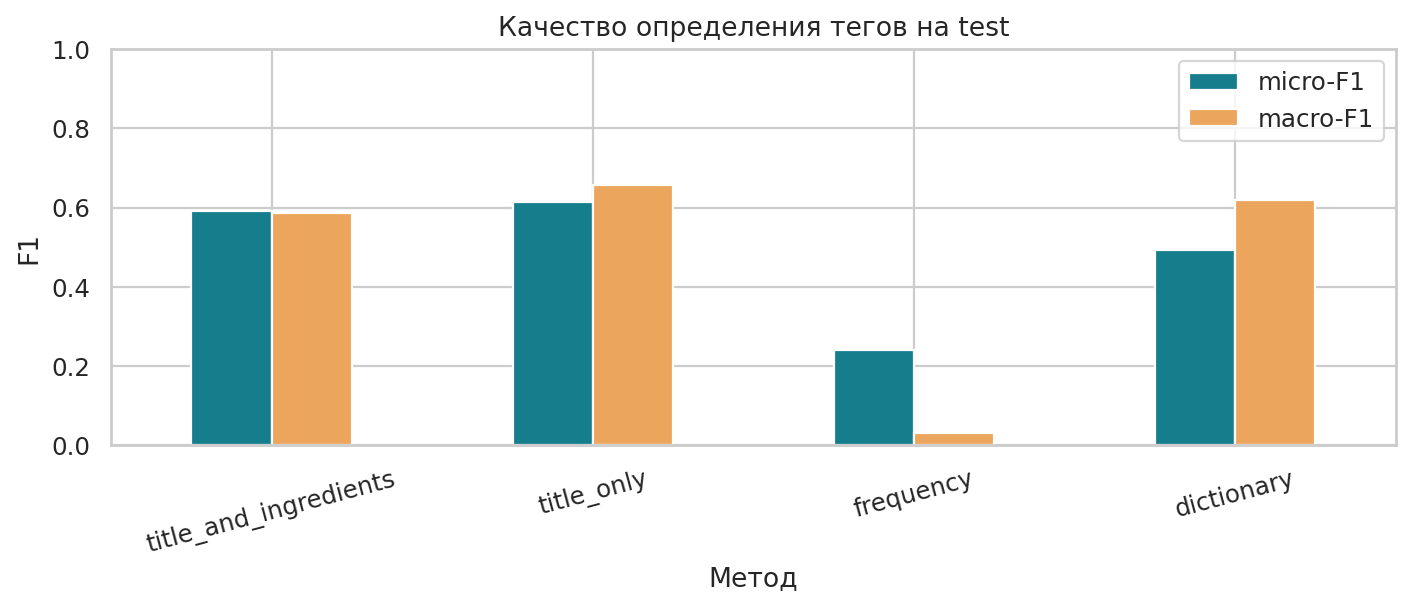 Качество определения тегов на test
micro-F1
macro-F1
F1
1.0
0.8
0.6
0.4
0.2
0.0
title_and_ingredients
title_only
frequency
dictionary
Метод